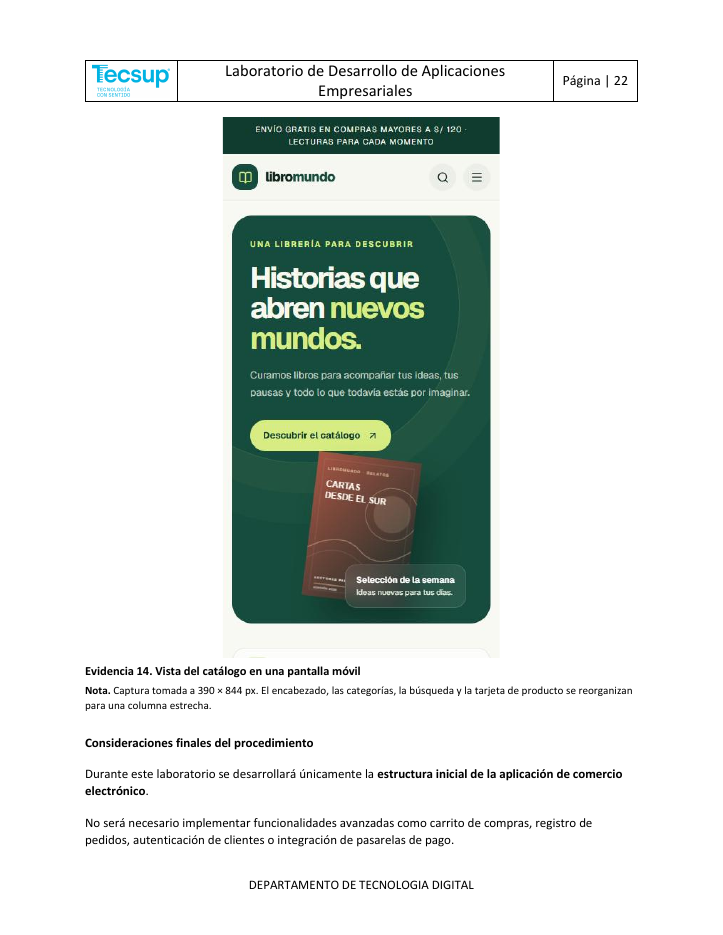 Tecsup
TECNOLOGÍA
CON SENTIDO
Laboratorio de Desarrollo de Aplicaciones
Empresariales
Página | 22
ENVÍO GRATIS EN COMPRAS MAYORES A S/ 120 ·
LECTURAS PARA CADA MOMENTO
libromundo
UNA LIBRERÍA PARA DESCUBRIR
Historias que
abren nuevos
mundos.
Curamos libros para acompañar tus ideas, tus
pausas y todo lo que todavía estás por imaginar.
Descubrir el catálogo
LIBROMUNDO · RELATOS
CARTAS
DESDE EL SUR
Selección de la semana
Ideas nuevas para tus días.
Evidencia 14. Vista del catálogo en una pantalla móvil
Nota. Captura tomada a 390 × 844 px. El encabezado, las categorías, la búsqueda y la tarjeta de producto se reorganizan
para una columna estrecha.
Consideraciones finales del procedimiento
Durante este laboratorio se desarrollará únicamente la estructura inicial de la aplicación de comercio
electrónico.
No será necesario implementar funcionalidades avanzadas como carrito de compras, registro de
pedidos, autenticación de clientes o integración de pasarelas de pago.
DEPARTAMENTO DE TECNOLOGIA DIGITAL